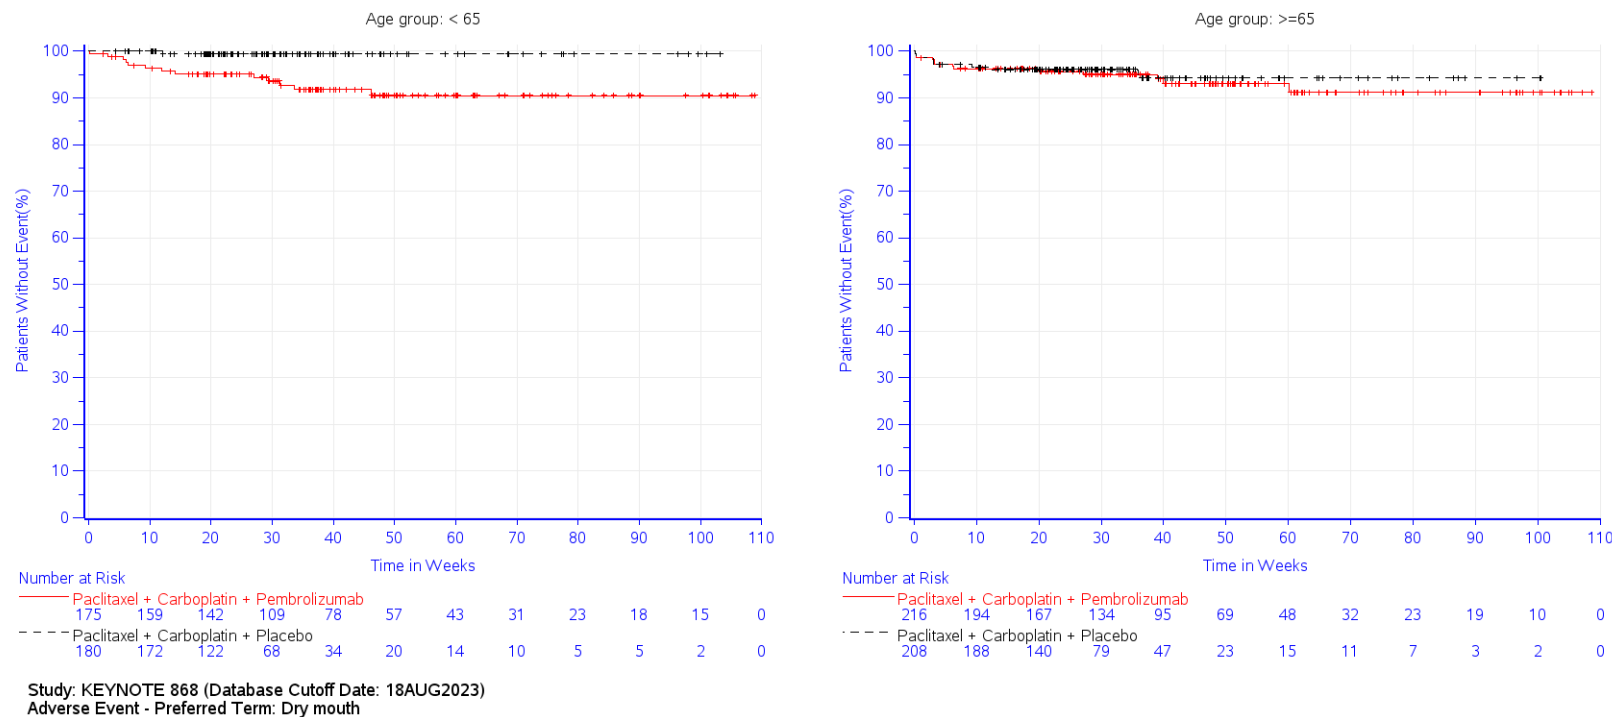 Age group: < 65
100
90
80
70
60
50
40
30
20
10
0
Patients Without Event(%)
0 10 20 30 40 50 60 70 80 90 100 110
Time in Weeks
Number at Risk
Paclitaxel + Carboplatin + Pembrolizumab
175 159 142 109 78 57 43 31 23 18 15 0
Paclitaxel + Carboplatin + Placebo
180 172 122 68 34 20 14 10 5 5 2 0
Age group: >=65
100
90
80
70
60
50
40
30
20
10
0
Patients Without Event(%)
0 10 20 30 40 50 60 70 80 90 100 110
Time in Weeks
Number at Risk
Paclitaxel + Carboplatin + Pembrolizumab
216 194 167 134 95 69 48 32 23 19 10 0
Paclitaxel + Carboplatin + Placebo
208 188 140 79 47 23 15 11 7 3 2 0
Study: KEYNOTE 868 (Database Cutoff Date: 18AUG2023)
Adverse Event - Preferred Term: Dry mouth